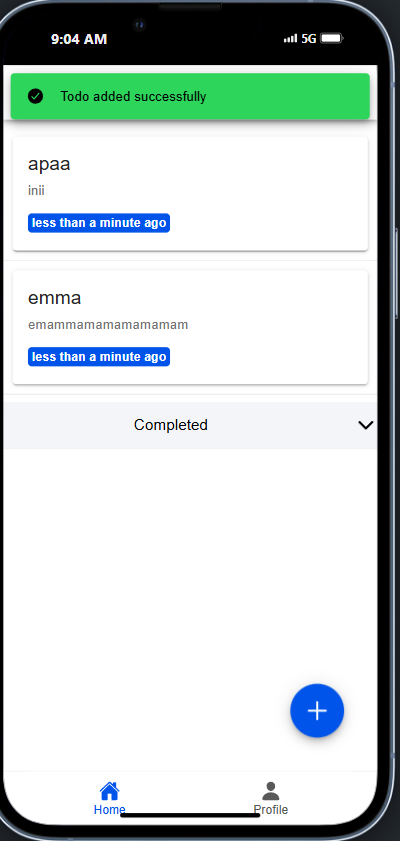 9:04 AM
5G
Todo added successfully
apaa
inii
less than a minute ago
emma
emammamamamamamam
less than a minute ago
Completed
Home
Profile